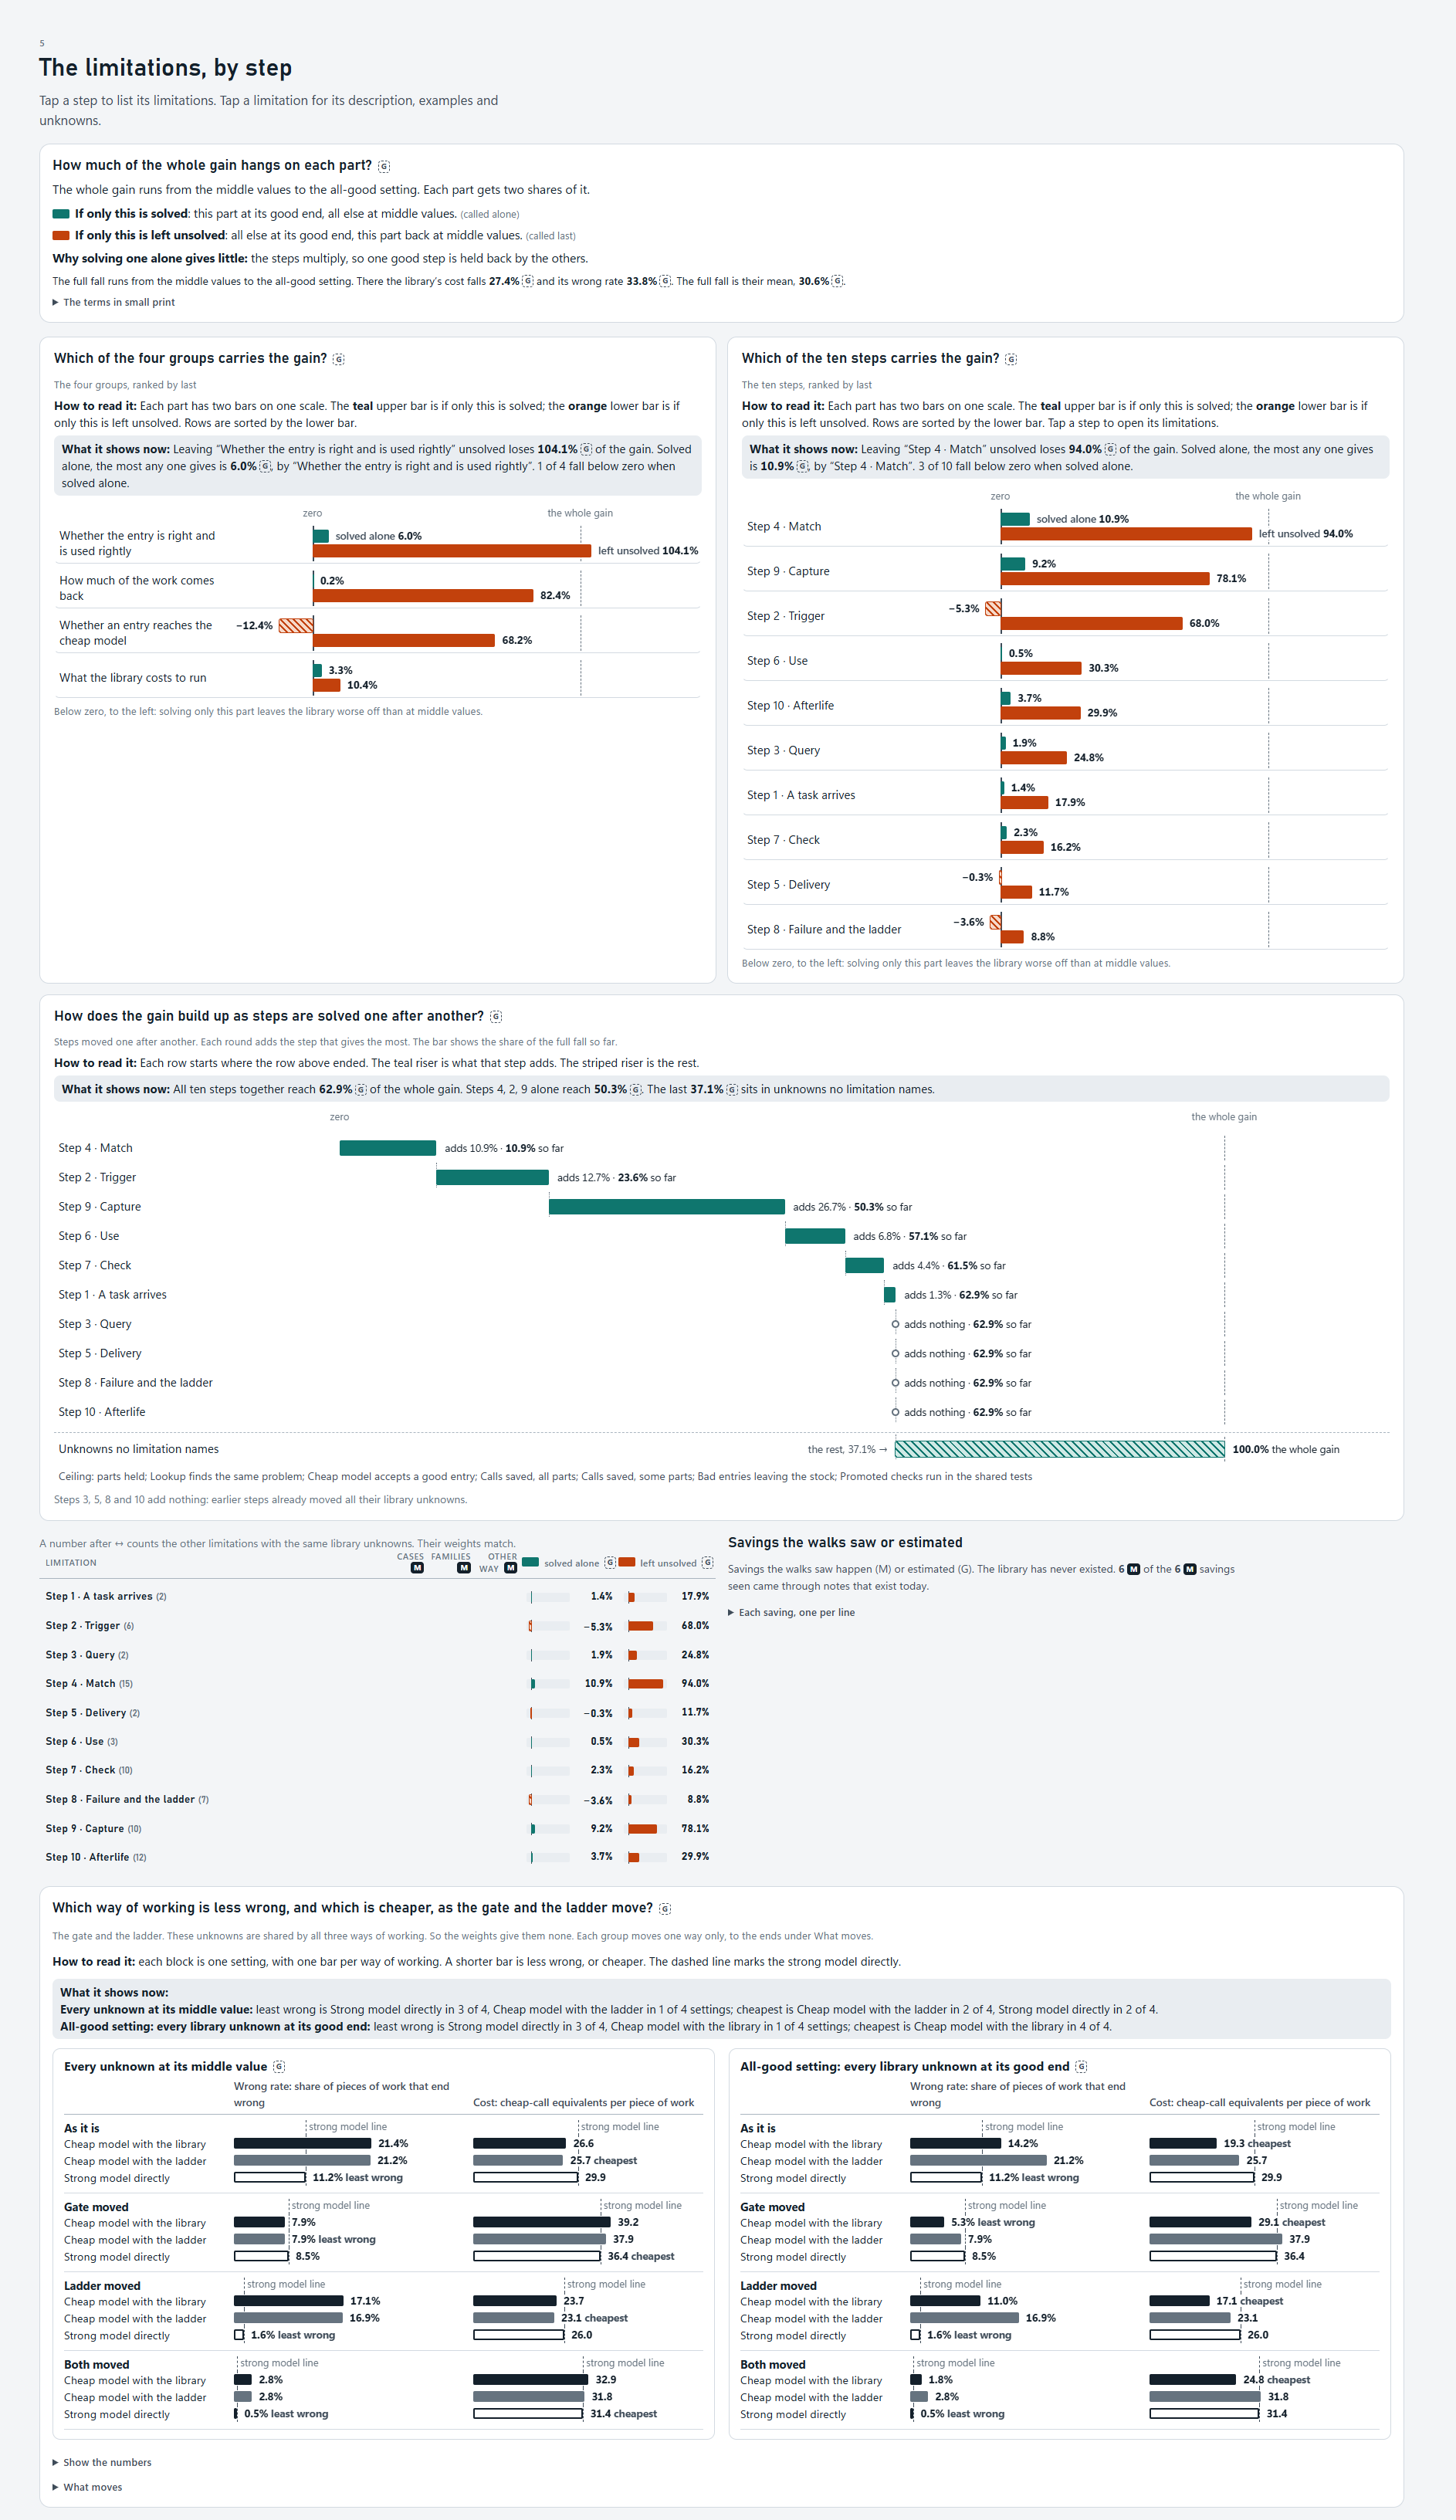 5
The limitations, by step
Tap a step to list its limitations. Tap a limitation for its description, examples and
unknowns.
How much of the whole gain hangs on each part? G
The whole gain runs from the middle values to the all-good setting. Each part gets two shares of it.
If only this is solved: this part at its good end, all else at middle values. (called alone)
If only this is left unsolved: all else at its good end, this part back at middle values. (called last)
Why solving one alone gives little: the steps multiply, so one good step is held back by the others.
The full fall runs from the middle values to the all-good setting. There the library's cost falls 27.4% G and its wrong rate 33.8% G. The full fall is their mean, 30.6% G.
▶ The terms in small print
Which of the four groups carries the gain? G
The four groups, ranked by last
How to read it: Each part has two bars on one scale. The teal upper bar is if only this is solved; the orange lower bar is if
only this is left unsolved. Rows are sorted by the lower bar.
What it shows now: Leaving “Whether the entry is right and is used rightly” unsolved loses 104.1% G of the gain. Solved
alone, the most any one gives is 6.0% G, by “Whether the entry is right and is used rightly”. 1 of 4 fall below zero when
solved alone.
zero the whole gain
Whether the entry is right and
is used rightly
solved alone 6.0%
left unsolved 104.1%
How much of the work comes
back
0.2%
82.4%
Whether an entry reaches the
cheap model
−12.4%
68.2%
What the library costs to run
3.3%
10.4%
Below zero, to the left: solving only this part leaves the library worse off than at middle values.
Which of the ten steps carries the gain? G
The ten steps, ranked by last
How to read it: Each part has two bars on one scale. The teal upper bar is if only this is solved; the orange lower bar is if
only this is left unsolved. Rows are sorted by the lower bar. Tap a step to open its limitations.
What it shows now: Leaving “Step 4 · Match” unsolved loses 94.0% G of the gain. Solved alone, the most any one gives
is 10.9% G, by “Step 4 · Match”. 3 of 10 fall below zero when solved alone.
zero the whole gain
Step 4 · Match
solved alone 10.9%
left unsolved 94.0%
Step 9 · Capture
9.2%
78.1%
Step 2 · Trigger
−5.3%
68.0%
Step 6 · Use
0.5%
30.3%
Step 10 · Afterlife
3.7%
29.9%
Step 3 · Query
1.9%
24.8%
Step 1 · A task arrives
1.4%
17.9%
Step 7 · Check
2.3%
16.2%
Step 5 · Delivery
−0.3%
11.7%
Step 8 · Failure and the ladder
−3.6%
8.8%
Below zero, to the left: solving only this part leaves the library worse off than at middle values.
How does the gain build up as steps are solved one after another? G
Steps moved one after another. Each round adds the step that gives the most. The bar shows the share of the full fall so far.
How to read it: Each row starts where the row above ended. The teal riser is what that step adds. The striped riser is the rest.
What it shows now: All ten steps together reach 62.9% G of the whole gain. Steps 4, 2, 9 alone reach 50.3% G. The last 37.1% G sits in unknowns no limitation names.
zero the whole gain
Step 4 · Match adds 10.9% · 10.9% so far
Step 2 · Trigger adds 12.7% · 23.6% so far
Step 9 · Capture adds 26.7% · 50.3% so far
Step 6 · Use adds 6.8% · 57.1% so far
Step 7 · Check adds 4.4% · 61.5% so far
Step 1 · A task arrives adds 1.3% · 62.9% so far
Step 3 · Query adds nothing · 62.9% so far
Step 5 · Delivery adds nothing · 62.9% so far
Step 8 · Failure and the ladder adds nothing · 62.9% so far
Step 10 · Afterlife adds nothing · 62.9% so far
Unknowns no limitation names the rest, 37.1% → 100.0% the whole gain
Ceiling: parts held; Lookup finds the same problem; Cheap model accepts a good entry; Calls saved, all parts; Calls saved, some parts; Bad entries leaving the stock; Promoted checks run in the shared tests
Steps 3, 5, 8 and 10 add nothing: earlier steps already moved all their library unknowns.
A number after ↔ counts the other limitations with the same library unknowns. Their weights match.
LIMITATION CASES M FAMILIES M OTHER WAY M solved alone G left unsolved G
Step 1 · A task arrives (2) 1.4% 17.9%
Step 2 · Trigger (6) −5.3% 68.0%
Step 3 · Query (2) 1.9% 24.8%
Step 4 · Match (15) 10.9% 94.0%
Step 5 · Delivery (2) −0.3% 11.7%
Step 6 · Use (3) 0.5% 30.3%
Step 7 · Check (10) 2.3% 16.2%
Step 8 · Failure and the ladder (7) −3.6% 8.8%
Step 9 · Capture (10) 9.2% 78.1%
Step 10 · Afterlife (12) 3.7% 29.9%
Savings the walks saw or estimated
Savings the walks saw happen (M) or estimated (G). The library has never existed. 6 M of the 6 M savings
seen came through notes that exist today.
▶ Each saving, one per line
Which way of working is less wrong, and which is cheaper, as the gate and the ladder move? G
The gate and the ladder. These unknowns are shared by all three ways of working. So the weights give them none. Each group moves one way only, to the ends under What moves.
How to read it: each block is one setting, with one bar per way of working. A shorter bar is less wrong, or cheaper. The dashed line marks the strong model directly.
What it shows now:
Every unknown at its middle value: least wrong is Strong model directly in 3 of 4, Cheap model with the ladder in 1 of 4 settings; cheapest is Cheap model with the ladder in 2 of 4, Strong model directly in 2 of 4.
All-good setting: every library unknown at its good end: least wrong is Strong model directly in 3 of 4, Cheap model with the library in 1 of 4 settings; cheapest is Cheap model with the library in 4 of 4.
Every unknown at its middle value G
Wrong rate: share of pieces of work that end
wrong
Cost: cheap-call equivalents per piece of work
As it is strong model line strong model line
Cheap model with the library 21.4% 26.6
Cheap model with the ladder 21.2% 25.7 cheapest
Strong model directly 11.2% least wrong 29.9
Gate moved strong model line strong model line
Cheap model with the library 7.9% 39.2
Cheap model with the ladder 7.9% least wrong 37.9
Strong model directly 8.5% 36.4 cheapest
Ladder moved strong model line strong model line
Cheap model with the library 17.1% 23.7
Cheap model with the ladder 16.9% 23.1 cheapest
Strong model directly 1.6% least wrong 26.0
Both moved strong model line strong model line
Cheap model with the library 2.8% 32.9
Cheap model with the ladder 2.8% 31.8
Strong model directly 0.5% least wrong 31.4 cheapest
All-good setting: every library unknown at its good end G
Wrong rate: share of pieces of work that end
wrong
Cost: cheap-call equivalents per piece of work
As it is strong model line strong model line
Cheap model with the library 14.2% 19.3 cheapest
Cheap model with the ladder 21.2% 25.7
Strong model directly 11.2% least wrong 29.9
Gate moved strong model line strong model line
Cheap model with the library 5.3% least wrong 29.1 cheapest
Cheap model with the ladder 7.9% 37.9
Strong model directly 8.5% 36.4
Ladder moved strong model line strong model line
Cheap model with the library 11.0% 17.1 cheapest
Cheap model with the ladder 16.9% 23.1
Strong model directly 1.6% least wrong 26.0
Both moved strong model line strong model line
Cheap model with the library 1.8% 24.8 cheapest
Cheap model with the ladder 2.8% 31.8
Strong model directly 0.5% least wrong 31.4
▶ Show the numbers
▶ What moves